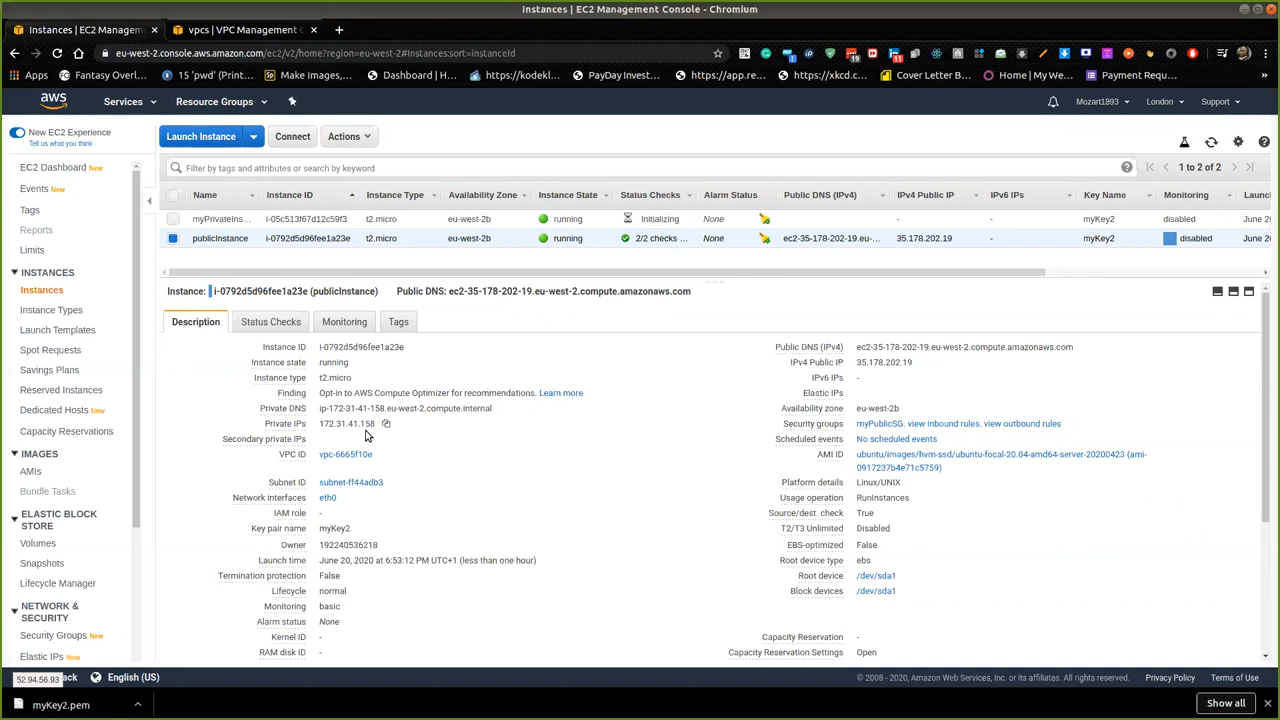 Instances | EC2 Management Console - Chromium
Instances | EC2 Managem
vpcs | VPC Management C
eu-west-2.console.aws.amazon.com/ec2/v2/home?region=eu-west-2#Instances:sort=instanceId
Apps
Fantasy Overl...
15 'pwd' (Print...
Make Images,...
Dashboard | H...
https://kodekl...
PayDay Invest...
https://app.re...
https://xkcd.c...
Cover Letter B...
Home | My We...
Payment Requ...
»
aws
Services
Resource Groups
Mozart1893
London
Support
New EC2 Experience
Tell us what you think
EC2 Dashboard New
Events New
Tags
Reports
Limits
INSTANCES
Instances
Instance Types
Launch Templates
Spot Requests
Savings Plans
Reserved Instances
Dedicated Hosts New
Capacity Reservations
IMAGES
AMIs
Bundle Tasks
ELASTIC BLOCK
STORE
Volumes
Snapshots
Lifecycle Manager
NETWORK &
SECURITY
Security Groups New
Elastic IPs New
Launch Instance
Connect
Actions
Filter by tags and attributes or search by keyword
1 to 2 of 2
Name Instance ID Instance Type Availability Zone Instance State Status Checks Alarm Status Public DNS (IPv4) IPv4 Public IP IPv6 IPs Key Name Monitoring Launc
myPrivateIns... i-05c513f67d12c59f3 t2.micro eu-west-2b running Initializing None - - myKey2 disabled June 2
publicInstance i-0792d5d96fee1a23e t2.micro eu-west-2b running 2/2 checks ... None ec2-35-178-202-19.eu-... 35.178.202.19 - myKey2 disabled June 2
Instance: i-0792d5d96fee1a23e (publicInstance) Public DNS: ec2-35-178-202-19.eu-west-2.compute.amazonaws.com
Description Status Checks Monitoring Tags
Instance ID i-0792d5d96fee1a23e
Instance state running
Instance type t2.micro
Finding Opt-in to AWS Compute Optimizer for recommendations. Learn more
Private DNS ip-172-31-41-158.eu-west-2.compute.internal
Private IPs 172.31.41.158
Secondary private IPs
VPC ID vpc-6665f10e
Subnet ID subnet-ff44adb3
Network interfaces eth0
IAM role -
Key pair name myKey2
Owner 192240536218
Launch time June 20, 2020 at 6:53:12 PM UTC+1 (less than one hour)
Termination protection False
Lifecycle normal
Monitoring basic
Alarm status None
Kernel ID -
RAM disk ID -
Public DNS (IPv4) ec2-35-178-202-19.eu-west-2.compute.amazonaws.com
IPv4 Public IP 35.178.202.19
IPv6 IPs -
Elastic IPs
Availability zone eu-west-2b
Security groups myPublicSG. view inbound rules. view outbound rules
Scheduled events No scheduled events
AMI ID ubuntu/images/hvm-ssd/ubuntu-focal-20.04-amd64-server-20200423 (ami-
0917237b4e71c5759)
Platform details Linux/UNIX
Usage operation RunInstances
Source/dest. check True
T2/T3 Unlimited Disabled
EBS-optimized False
Root device type ebs
Root device /dev/sda1
Block devices /dev/sda1
Capacity Reservation -
Capacity Reservation Settings Open
52.94.56.93
ack
English (US)
© 2008 - 2020, Amazon Web Services, Inc. or its affiliates. All rights reserved.
Privacy Policy
Terms of Use
myKey2.pem
Show all